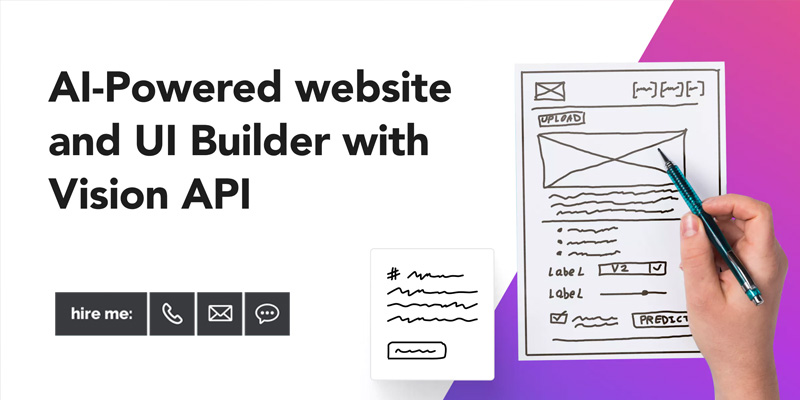 AI-Powered website
and UI Builder with
Vision API
hire me:
#
UPLOAD
Label V2
Label
PREDICT